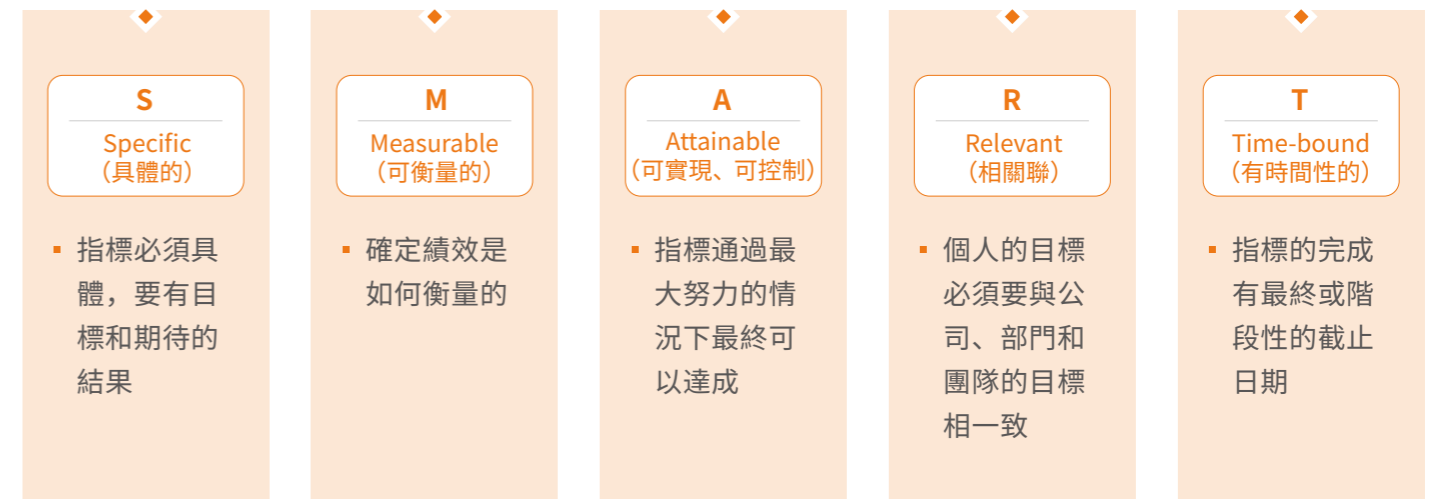 S
Specific
（具體的）
指標必須具
體，要有目
標和期待的
結果
M
Measurable
（可衡量的）
確定績效是
如何衡量的
A
Attainable
（可實現、可控制）
指標通過最
大努力的情
況下最終可
以達成
R
Relevant
（相關聯）
個人的目標
必須要與公
司、部門和
團隊的目標
相一致
T
Time-bound
（有時間性的）
指標的完成
有最終或階
段性的截止
日期